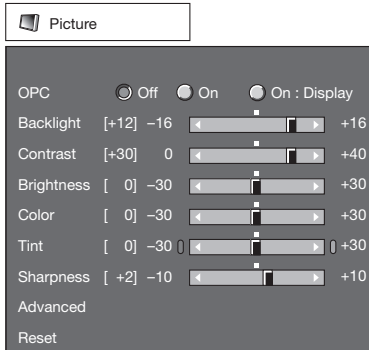 Picture
OPC Off On On : Display
Backlight [+12] –16 +16
Contrast [+30] 0 +40
Brightness [ 0] –30 +30
Color [ 0] –30 +30
Tint [ 0] –30 +30
Sharpness [ +2] –10 +10
Advanced
Reset